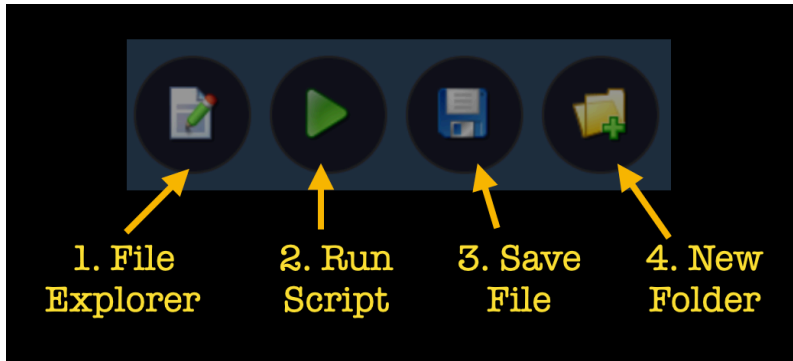 1. File
Explorer
2. Run
Script
3. Save
File
4. New
Folder